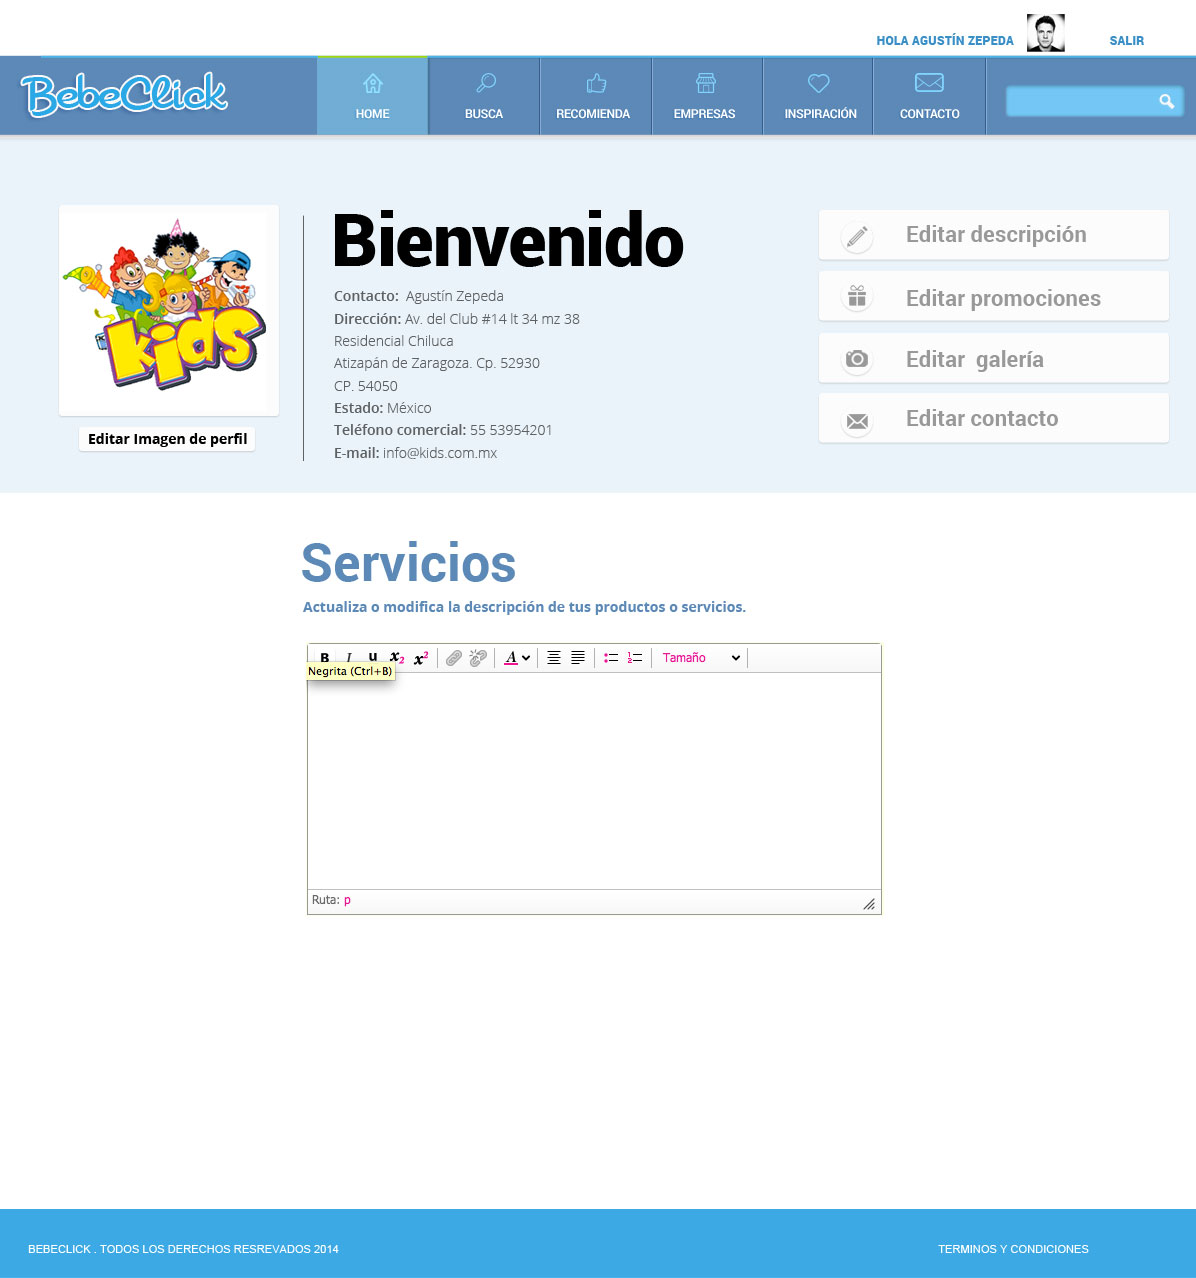 HOLA AGUSTÍN ZEPEDA
SALIR
BebeClick
HOME
BUSCA
RECOMIENDA
EMPRESAS
INSPIRACIÓN
CONTACTO
kids
Editar Imagen de perfil
Bienvenido
Contacto: Agustín Zepeda
Dirección: Av. del Club #14 lt 34 mz 38
Residencial Chiluca
Atizapán de Zaragoza. Cp. 52930
CP. 54050
Estado: México
Teléfono comercial: 55 53954201
E-mail: info@kids.com.mx
Editar descripción
Editar promociones
Editar galería
Editar contacto
Servicios
Actualiza o modifica la descripción de tus productos o servicios.
B I U x2 x2 A Tamaño
Negrita (Ctrl+B)
Ruta: p
BEBECLICK . TODOS LOS DERECHOS RESREVADOS 2014
TERMINOS Y CONDICIONES